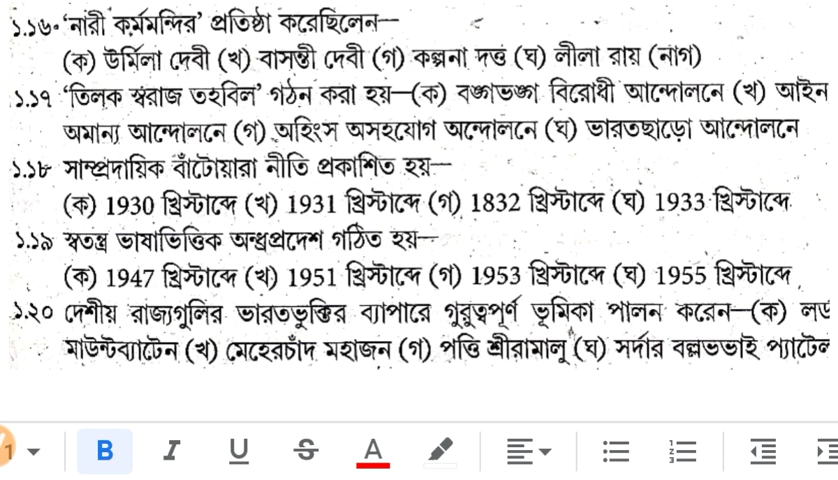 ১.১৬ 'নারী কর্মমন্দির' প্রতিষ্ঠা করেছিলেন—
(ক) উর্মিলা দেবী (খ) বাসন্তী দেবী (গ) কল্পনা দত্ত (ঘ) লীলা রায় (নাগ)
১.১৭ 'তিলক স্বরাজ তহবিল' গঠন করা হয়—(ক) বঙ্গভঙ্গ বিরোধী আন্দোলনে (খ) আইন
অমান্য আন্দোলনে (গ) অহিংস অসহযোগ অন্দোলনে (ঘ) ভারতছাড়ো আন্দোলনে
১.১৮ সাম্প্রদায়িক বাঁটোয়ারা নীতি প্রকাশিত হয়—
(ক) 1930 খ্রিস্টাব্দে (খ) 1931 খ্রিস্টাব্দে (গ) 1832 খ্রিস্টাব্দে (ঘ) 1933 খ্রিস্টাব্দে
১.১৯ স্বতন্ত্র ভাষাভিত্তিক অন্ধ্রপ্রদেশ গঠিত হয়—
(ক) 1947 খ্রিস্টাব্দে (খ) 1951 খ্রিস্টাব্দে (গ) 1953 খ্রিস্টাব্দে (ঘ) 1955 খ্রিস্টাব্দে
১.২০ দেশীয় রাজ্যগুলির ভারতভুক্তির ব্যাপারে গুরুত্বপূর্ণ ভূমিকা পালন করেন—(ক) লর্ড
মাউন্টব্যাটেন (খ) মেহেরচাঁদ মহাজন (গ) পত্তি শ্রীরামালু (ঘ) সর্দার বল্লভভাই প্যাটেল
1 B I U S A